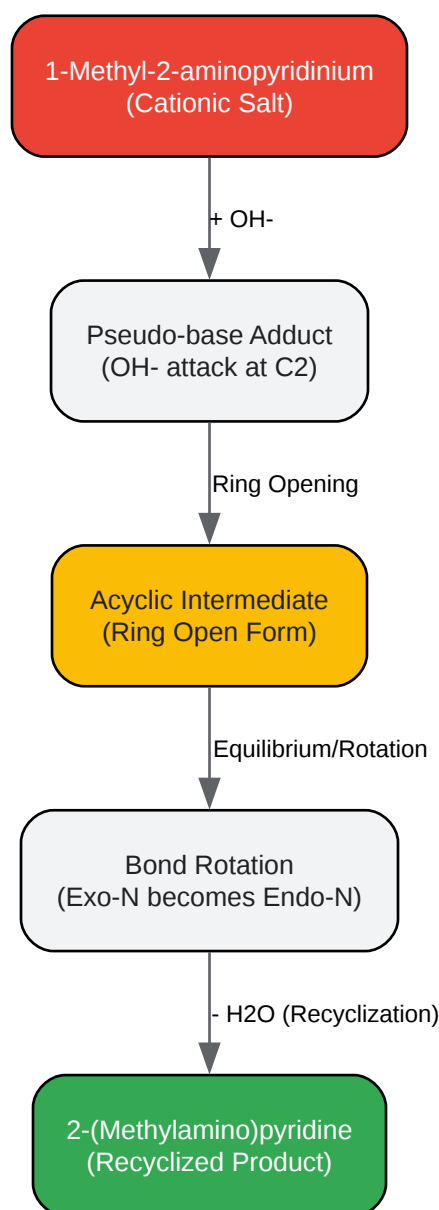 1-Methyl-2-aminopyridinium
(Cationic Salt)
+ OH-
Pseudo-base Adduct
(OH- attack at C2)
Ring Opening
Acyclic Intermediate
(Ring Open Form)
Equilibrium/Rotation
Bond Rotation
(Exo-N becomes Endo-N)
- H2O (Recyclization)
2-(Methylamino)pyridine
(Recyclized Product)